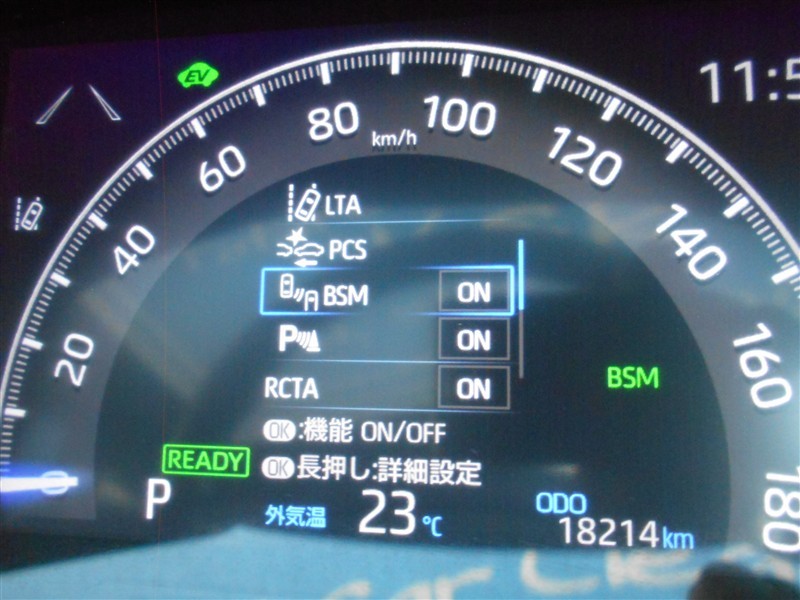 EV
11:5
80
100
km/h
60
120
40
140
20
160
180
LTA
PCS
BSM ON
P ON
RCTA ON
OK:機能 ON/OFF
OK長押し:詳細設定
BSM
READY
P
外気温 23℃
ODO
18214km